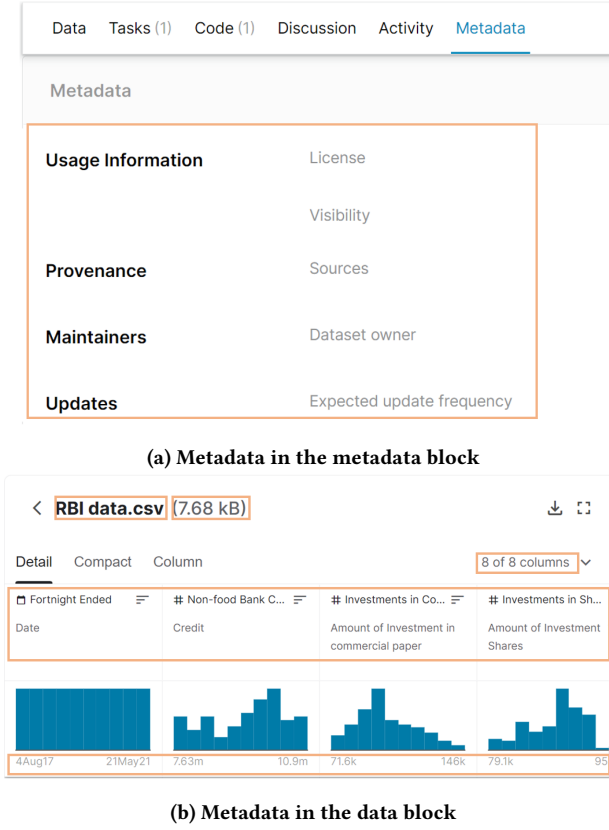 Data Tasks (1) Code (1) Discussion Activity Metadata
Metadata
Usage Information License
Visibility
Provenance Sources
Maintainers Dataset owner
Updates Expected update frequency
(a) Metadata in the metadata block
RBI data.csv (7.68 kB)
Detail Compact Column 8 of 8 columns
Fortnight Ended # Non-food Bank C... # Investments in Co... # Investments in Sh...
Date Credit Amount of Investment in commercial paper Amount of Investment Shares
4Aug17 21May21 7.63m 10.9m 71.6k 146k 79.1k 95
(b) Metadata in the data block